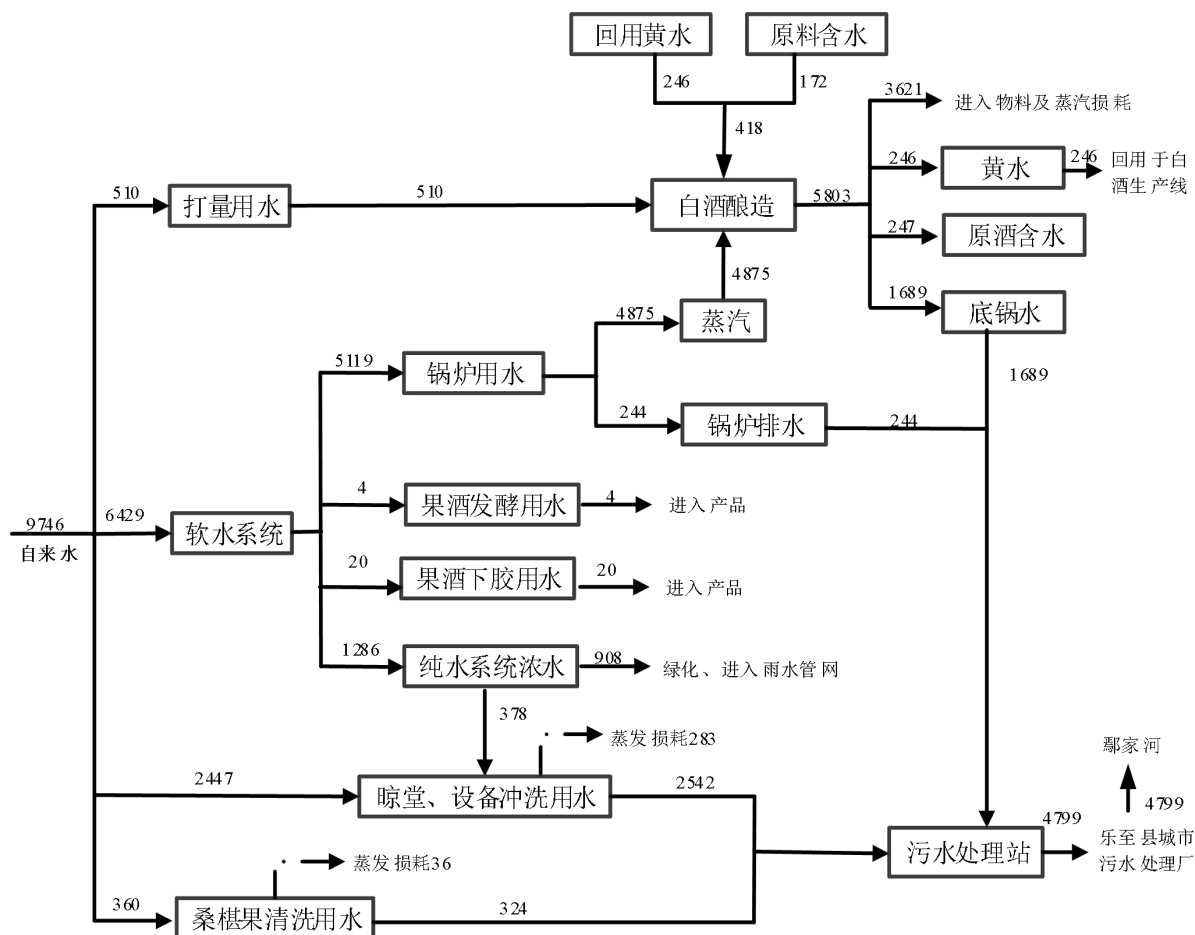 回用黄水
原料含水
246
172
418
3621
进入物料及蒸汽损耗
246
黄水
246
回用于白
酒生产线
510
打量用水
510
白酒酿造
5803
247
原酒含水
4875
1689
底锅水
4875
蒸汽
5119
锅炉用水
1689
244
锅炉排水
244
4
果酒发酵用水
4
进入产品
9746
自来水
6429
软水系统
20
果酒下胶用水
20
进入产品
1286
纯水系统浓水
908
绿化、进入雨水管网
378
蒸发损耗283
鄢家河
2447
晾堂、设备冲洗用水
2542
4799
污水处理站
4799
乐至县城市
污水处理厂
蒸发损耗36
360
桑椹果清洗用水
324